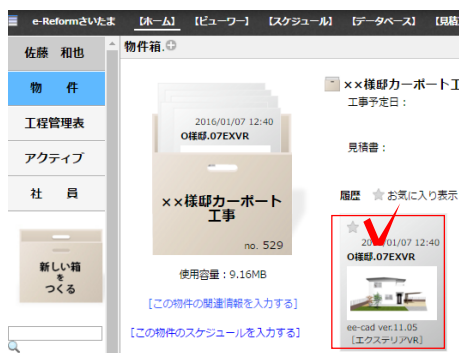 e-Reformさいたま 【ホーム】 【ビューワー】 【スケジュール】 【データベース】 【見積
佐藤 和也
物 件
工程管理表
アクティブ
社 員
新しい箱
を
つくる
物件箱.
2016/01/07 12:40
O様邸.07EXVR
××様邸カーポート
工事
no. 529
使用容量：9.16MB
[この物件の関連情報を入力する]
[この物件のスケジュールを入力する]
××様邸カーポート工
工事予定日：
見積書：
履歴 お気に入り表示
/01/07 12:40
O様邸.07EXVR
ee-cad ver.11.05
[エクステリアVR]